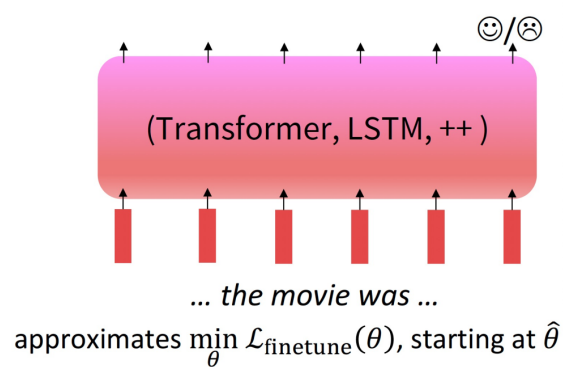 ☺/☹
(Transformer, LSTM, ++ )
... the movie was ...
approximates min_θ ℒ_finetune(θ), starting at θ̂